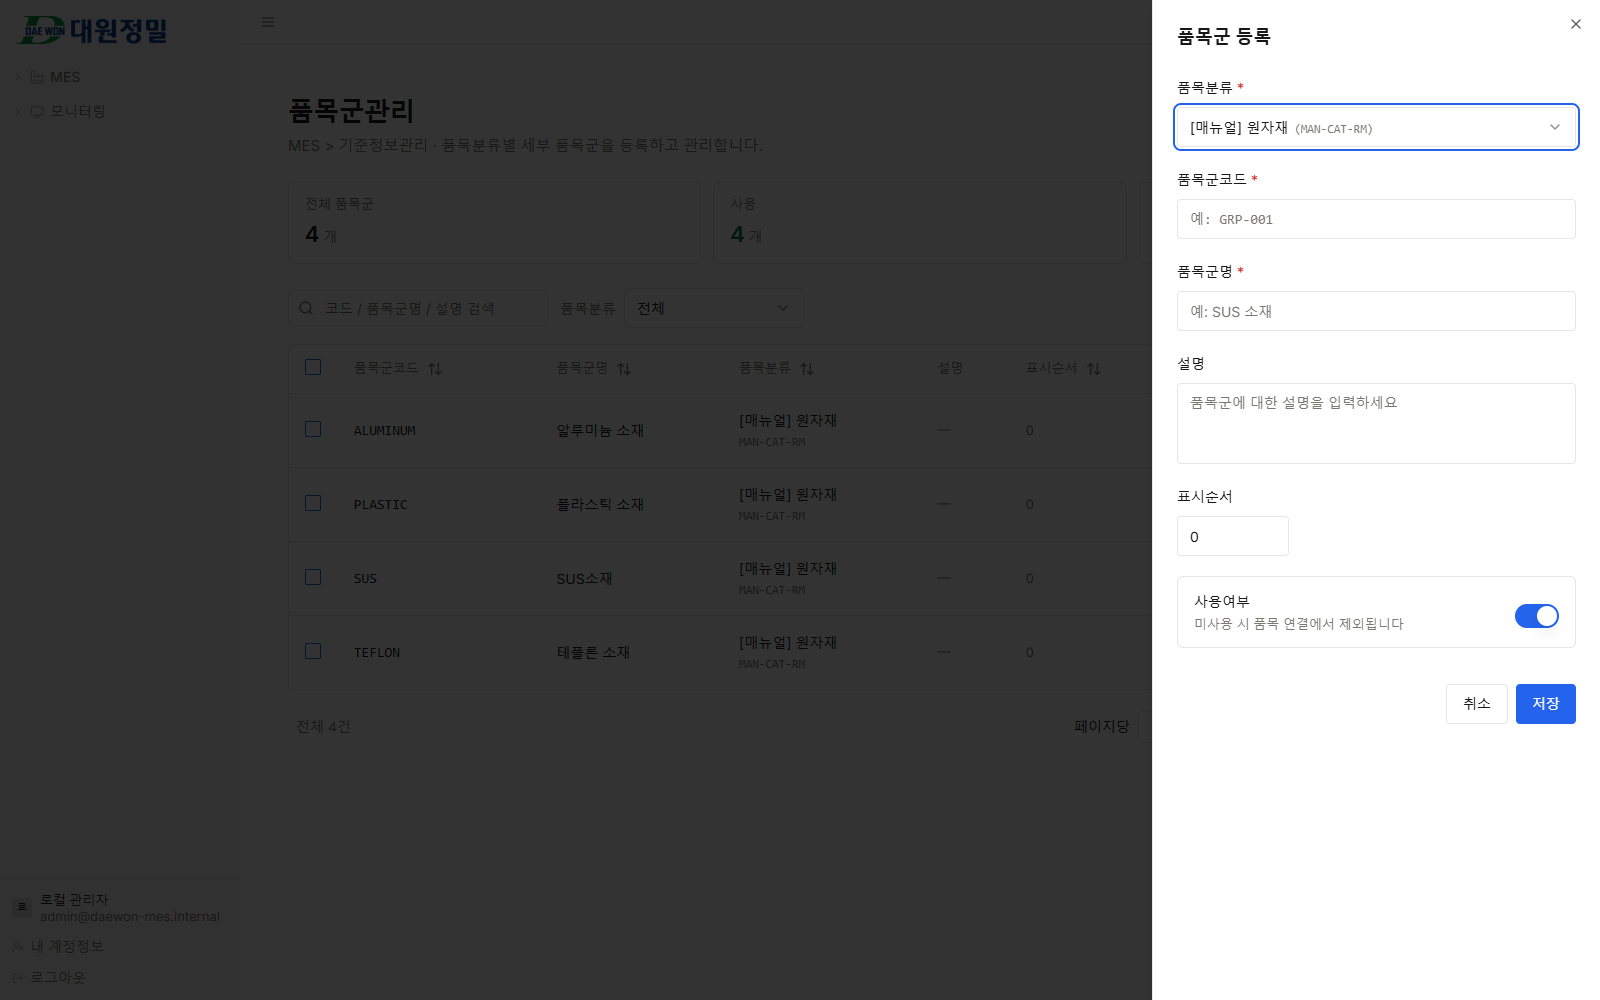 DAE WON 대원정밀
MES
모니터링
품목군관리
MES > 기준정보관리 · 품목분류별 세부 품목군을 등록하고 관리합니다.
전체 품목군
4 개
사용
4 개
코드 / 품목군명 / 설명 검색
품목분류
전체
품목군코드 품목군명 품목분류 설명 표시순서
ALUMINUM 알루미늄 소재 [매뉴얼] 원자재 — 0
MAN-CAT-RM
PLASTIC 플라스틱 소재 [매뉴얼] 원자재 — 0
MAN-CAT-RM
SUS SUS소재 [매뉴얼] 원자재 — 0
MAN-CAT-RM
TEFLON 테플론 소재 [매뉴얼] 원자재 — 0
MAN-CAT-RM
전체 4건
페이지당
로
로컬 관리자
admin@daewon-mes.internal
내 계정정보
로그아웃
품목군 등록
품목분류 *
[매뉴얼] 원자재 (MAN-CAT-RM)
품목군코드 *
예: GRP-001
품목군명 *
예: SUS 소재
설명
품목군에 대한 설명을 입력하세요
표시순서
0
사용여부
미사용 시 품목 연결에서 제외됩니다
취소
저장